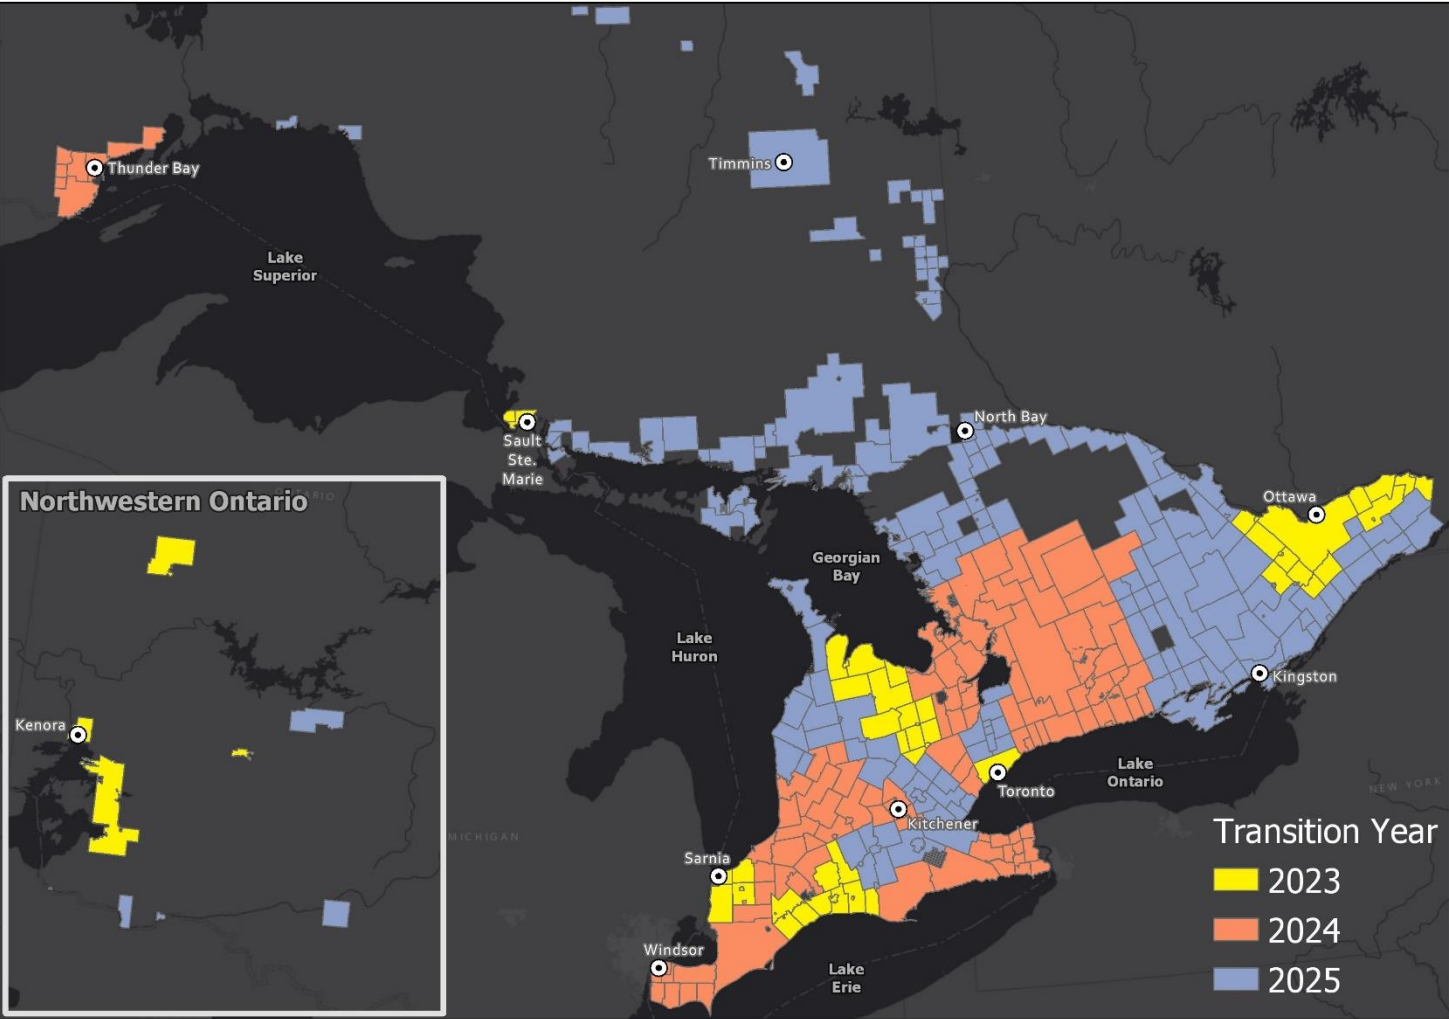 Thunder Bay
Timmins
Lake
Superior
North Bay
Sault
Ste.
Marie
Northwestern Ontario
ONTARIO
Ottawa
Georgian
Bay
Lake
Huron
Kingston
Kenora
Lake
Ontario
Toronto
NEW YORK
Kitchener
MICHIGAN
Sarnia
Windsor
Lake
Erie
Transition Year
2023
2024
2025